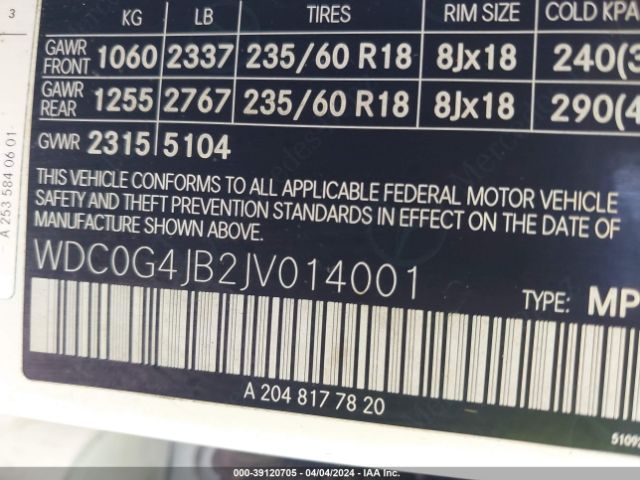 3
KG LB TIRES RIM SIZE COLD KPA
GAWR FRONT 1060 2337 235/60 R18 8Jx18 240(3
GAWR REAR 1255 2767 235/60 R18 8Jx18 290(4
GVWR 2315 5104
THIS VEHICLE CONFORMS TO ALL APPLICABLE FEDERAL MOTOR VEHICLE
SAFETY AND THEFT PREVENTION STANDARDS IN EFFECT ON THE DATE OF
MANUFACTURE SHOWN ABOVE.
WDC0G4JB2JV014001
TYPE: MP
A 204 817 78 20
5109
A 253 584 06 01
000-39120705 - 04/04/2024 - IAA Inc.